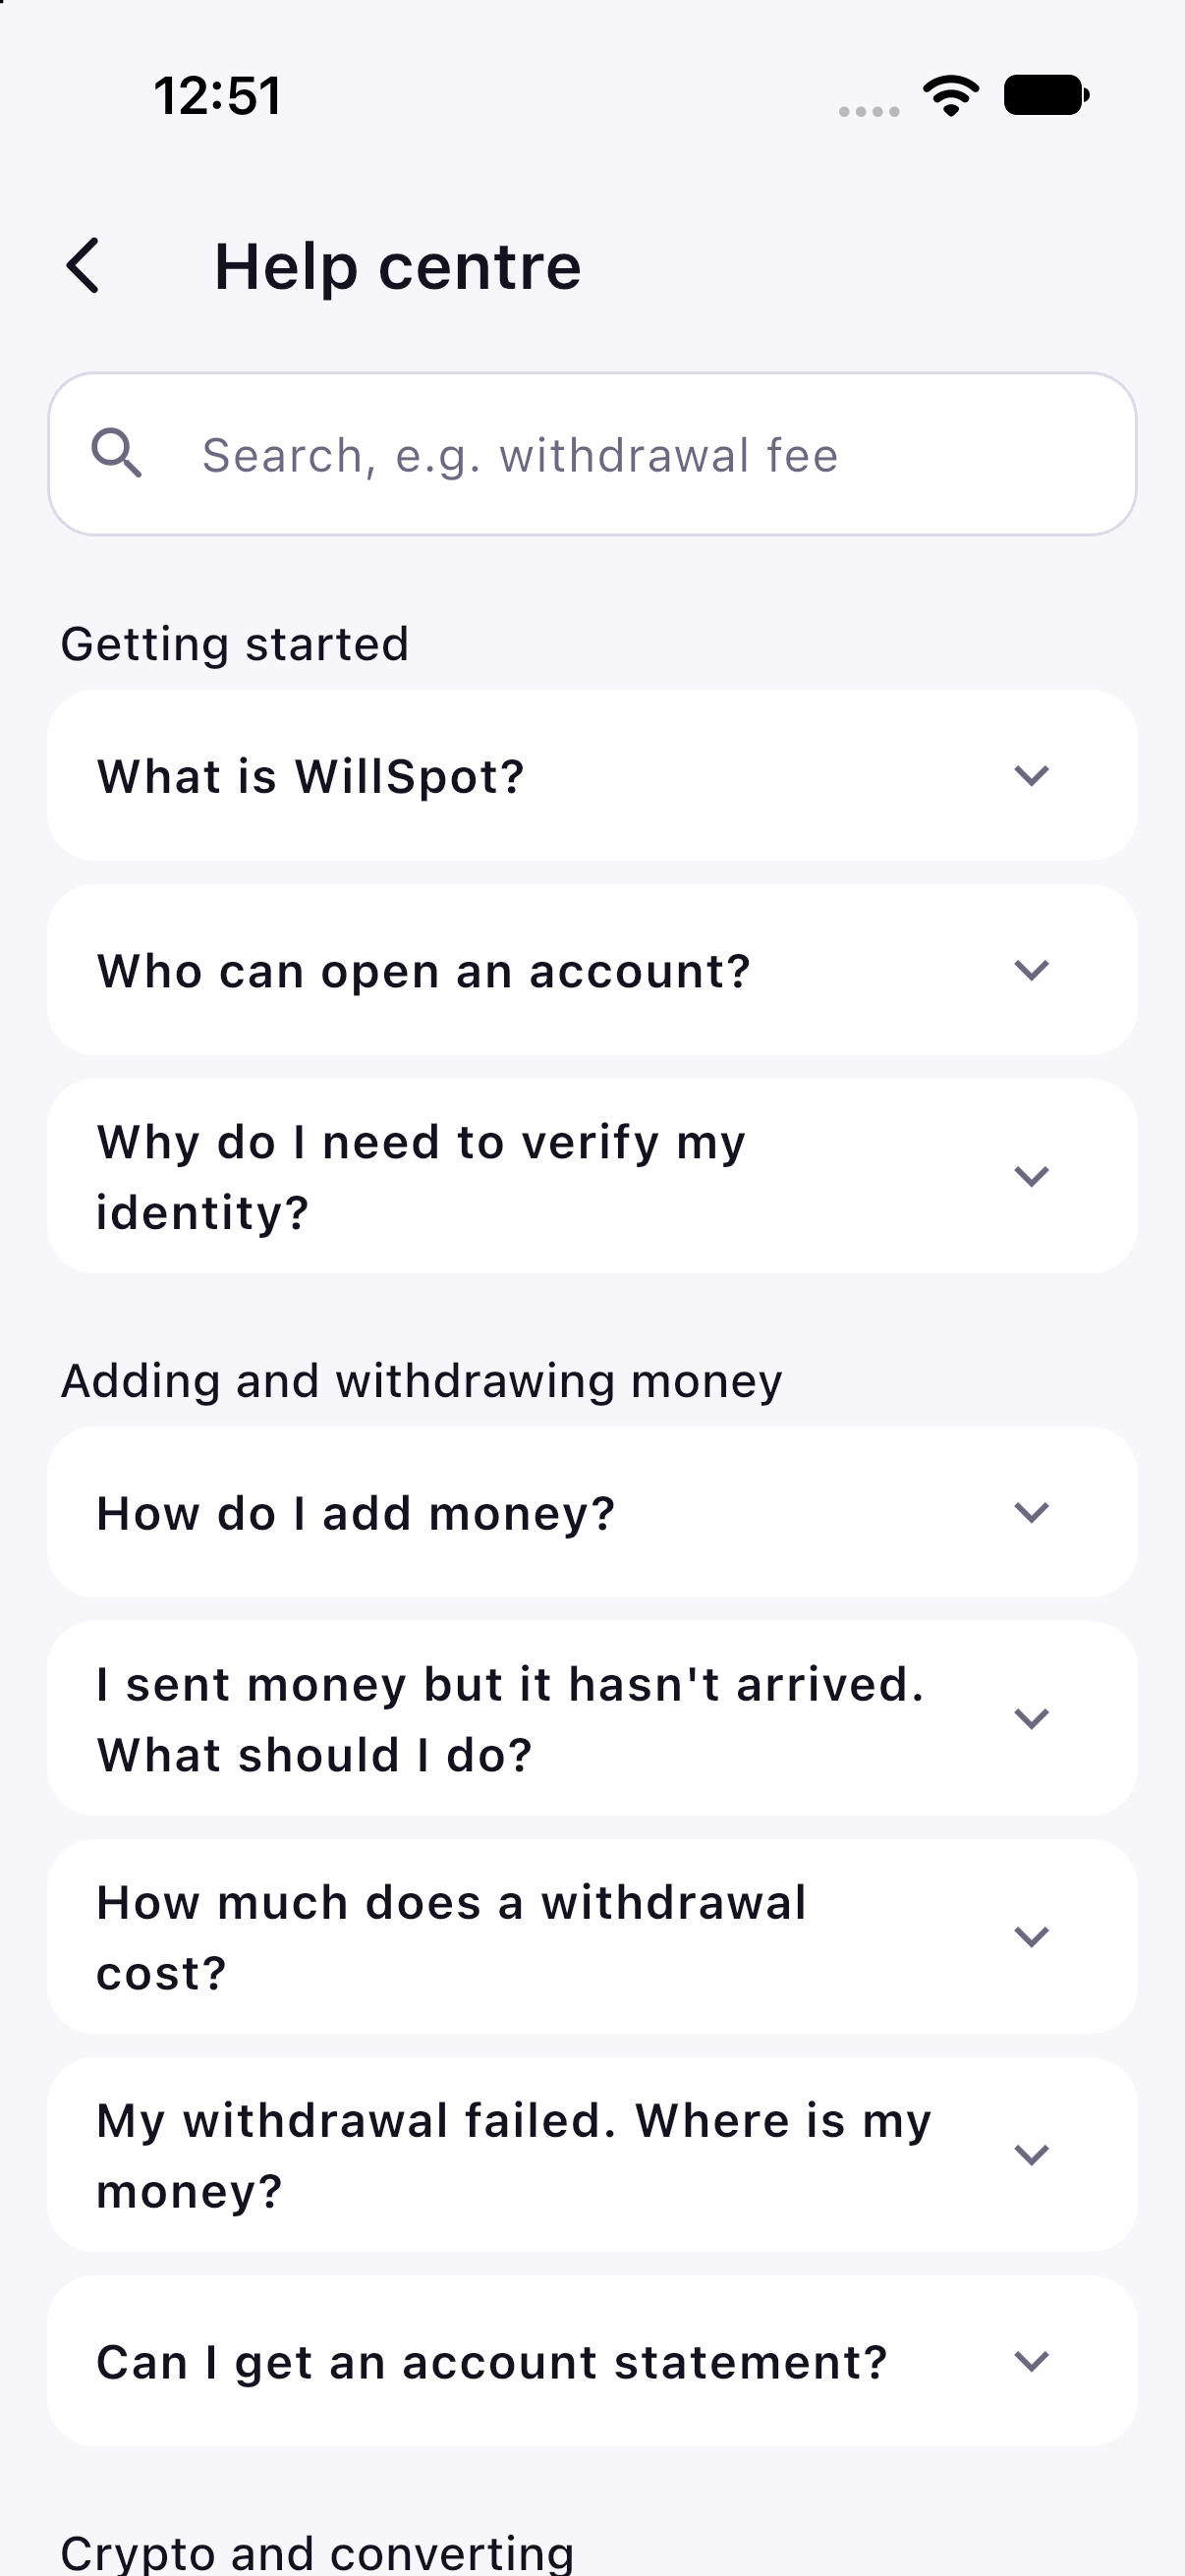 12:51
Help centre
Search, e.g. withdrawal fee
Getting started
What is WillSpot?
Who can open an account?
Why do I need to verify my
identity?
Adding and withdrawing money
How do I add money?
I sent money but it hasn't arrived.
What should I do?
How much does a withdrawal
cost?
My withdrawal failed. Where is my
money?
Can I get an account statement?
Crypto and converting